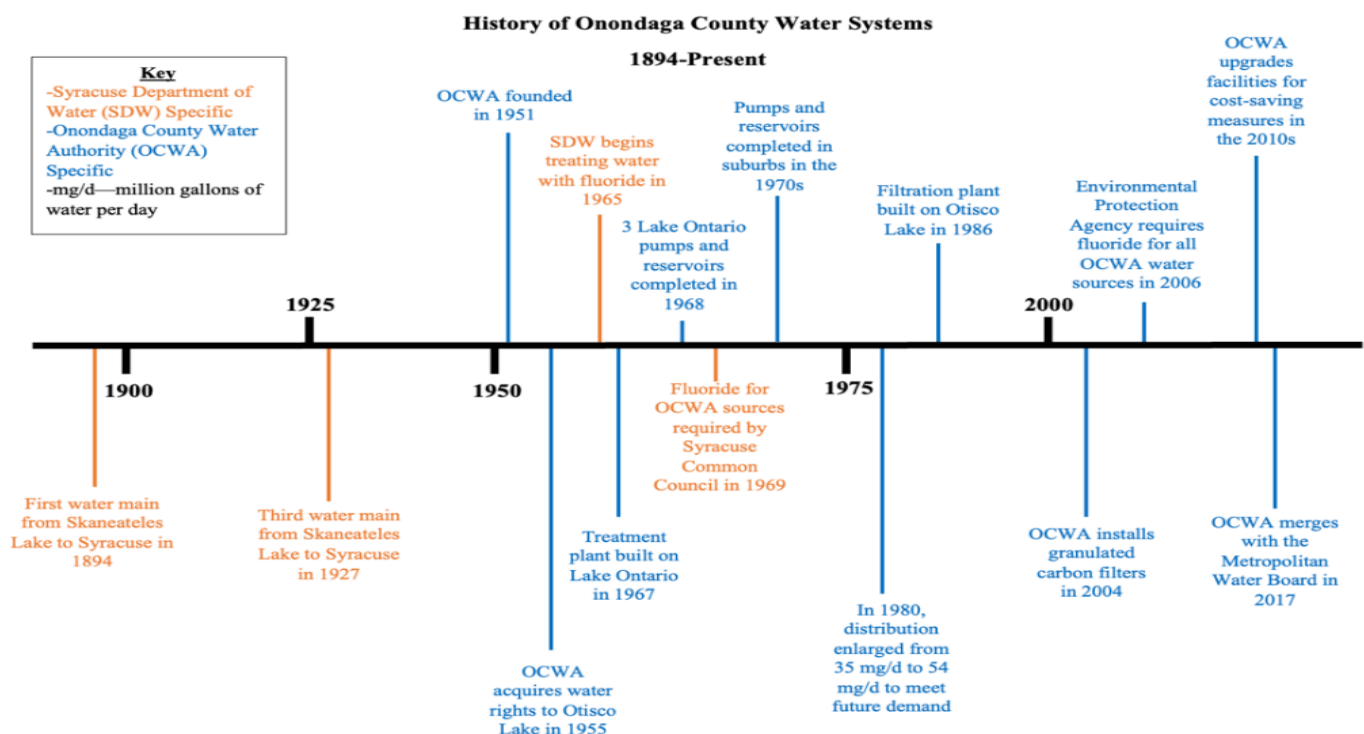 History of Onondaga County Water Systems
1894-Present
Key
-Syracuse Department of
Water (SDW) Specific
-Onondaga County Water
Authority (OCWA)
Specific
-mg/d—million gallons of
water per day
OCWA founded
in 1951
SDW begins
treating water
with fluoride in
1965
3 Lake Ontario
pumps and
reservoirs
completed in
1968
Pumps and
reservoirs
completed in
suburbs in the
1970s
Filtration plant
built on Otisco
Lake in 1986
Environmental
Protection
Agency requires
fluoride for all
OCWA water
sources in 2006
OCWA
upgrades
facilities for
cost-saving
measures in
the 2010s
1925
2000
1900
1950
1975
First water main
from Skaneateles
Lake to Syracuse in
1894
Third water main
from Skaneateles
Lake to Syracuse
in 1927
OCWA
acquires water
rights to Otisco
Lake in 1955
Treatment
plant built on
Lake Ontario
in 1967
Fluoride for
OCWA sources
required by
Syracuse
Common
Council in 1969
In 1980,
distribution
enlarged from
35 mg/d to 54
mg/d to meet
future demand
OCWA installs
granulated
carbon filters
in 2004
OCWA merges
with the
Metropolitan
Water Board in
2017